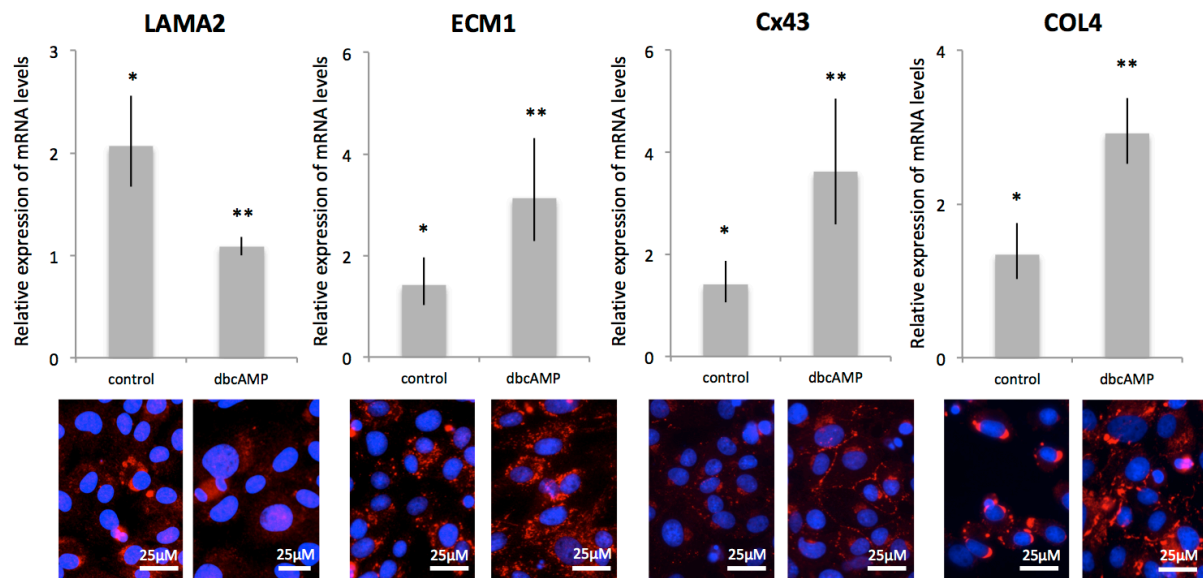 LAMA2
ECM1
Cx43
COL4
Relative expression of mRNA levels
3
2
1
0
*
**
control
dbcAMP
Relative expression of mRNA levels
6
4
2
0
*
**
control
dbcAMP
Relative expression of mRNA levels
6
4
2
0
*
**
control
dbcAMP
Relative expression of mRNA levels
4
2
0
*
**
control
dbcAMP
25µM
25µM
25µM
25µM
25µM
25µM
25µM
25µM